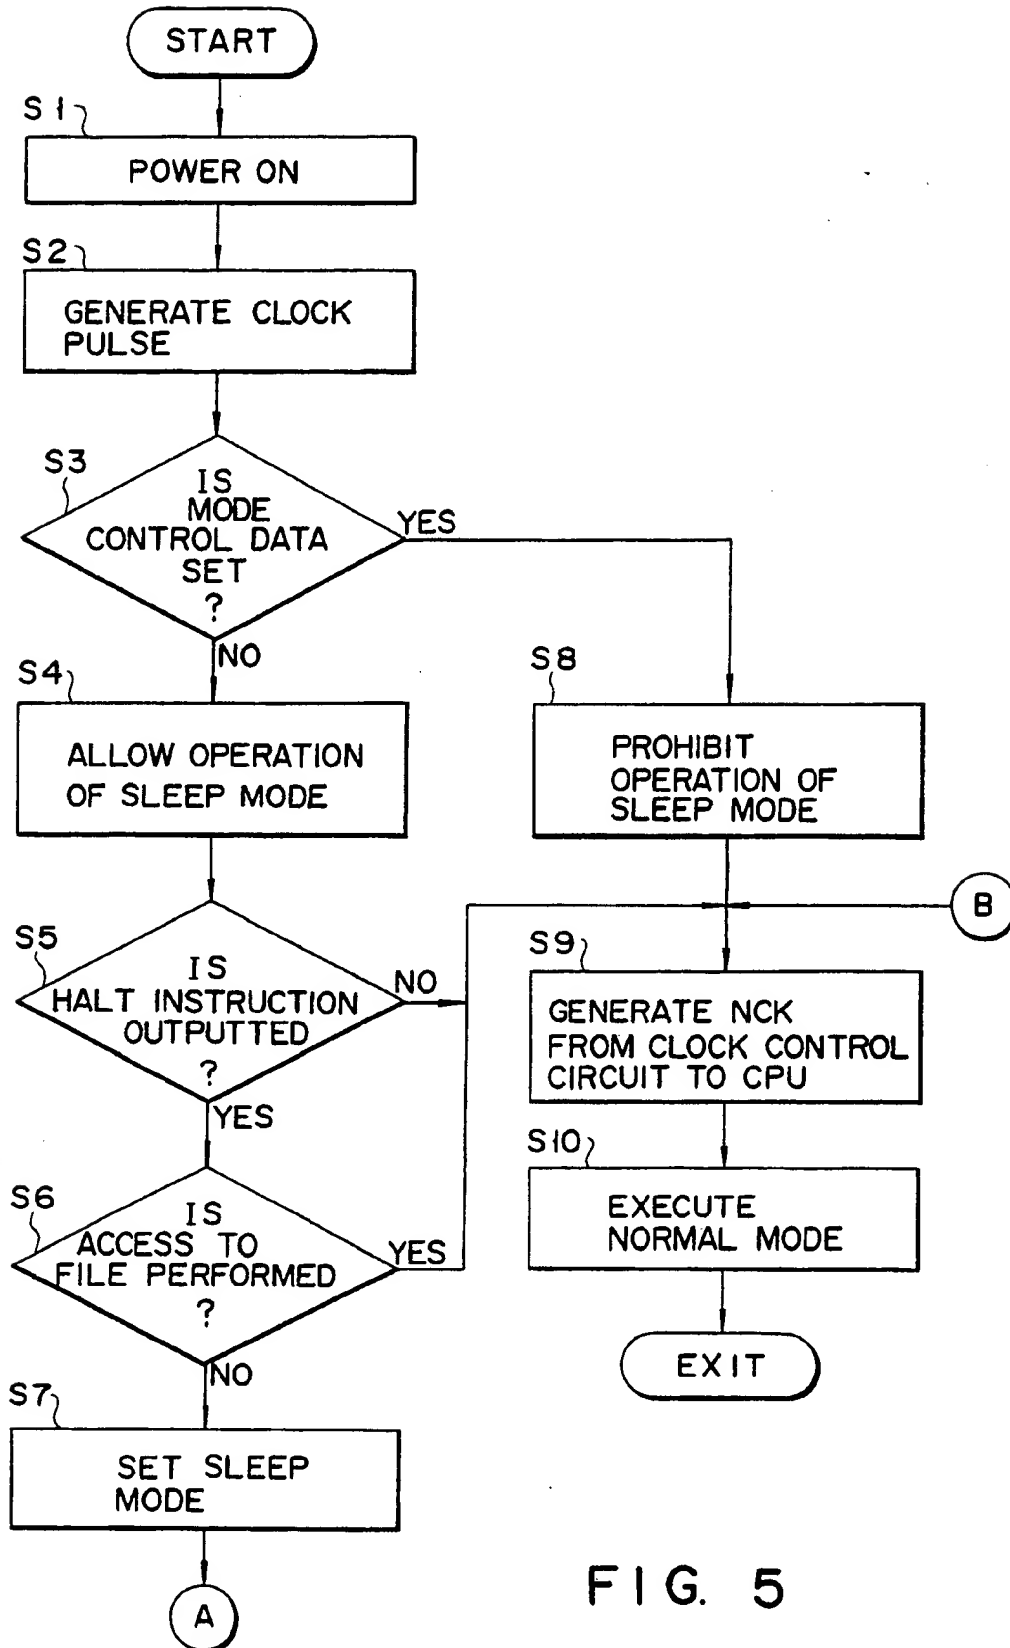 START
S1
POWER ON
S2
GENERATE CLOCK
PULSE
S3
IS
MODE
CONTROL DATA
SET
?
YES
NO
S4
ALLOW OPERATION
OF SLEEP MODE
S8
PROHIBIT
OPERATION OF
SLEEP MODE
B
S5
IS
HALT INSTRUCTION
OUTPUTTED
?
NO
YES
S9
GENERATE NCK
FROM CLOCK CONTROL
CIRCUIT TO CPU
S6
IS
ACCESS TO
FILE PERFORMED
?
YES
NO
S10
EXECUTE
NORMAL MODE
EXIT
S7
SET SLEEP
MODE
A
FIG. 5